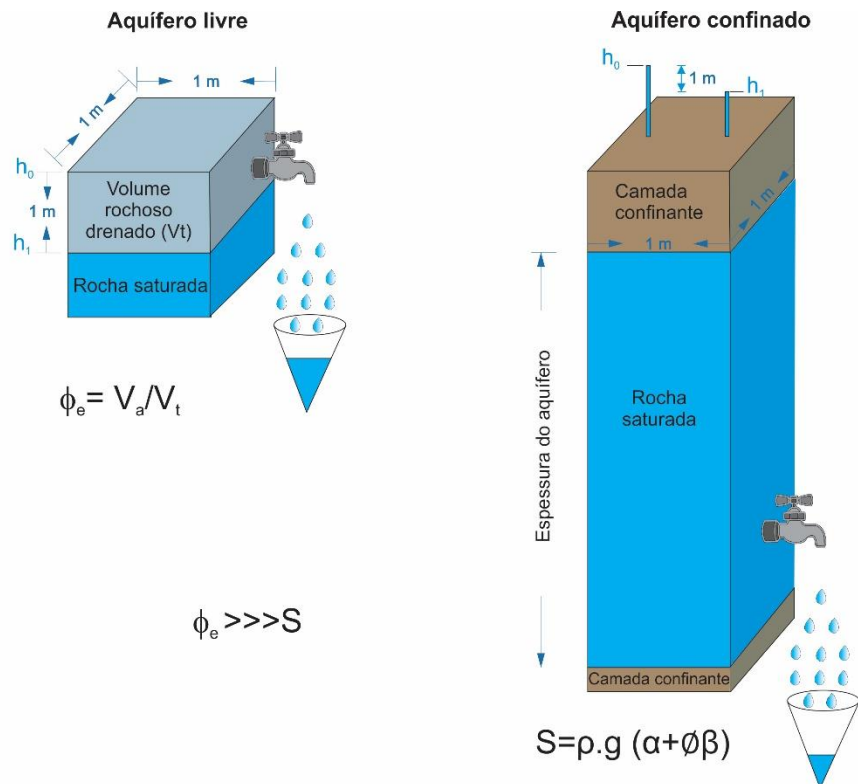 Aquífero livre
1 m
1 m
h₀
1 m
h₁
Volume
rochoso
drenado (Vt)
Rocha saturada
ϕₑ= Vₐ/Vₜ
ϕₑ >>>S
Aquífero confinado
h₀
1 m
h₁
Camada
confinante
1 m
1 m
Espessura do aquífero
Rocha
saturada
Camada confinante
S=ρ.g (α+∅β)